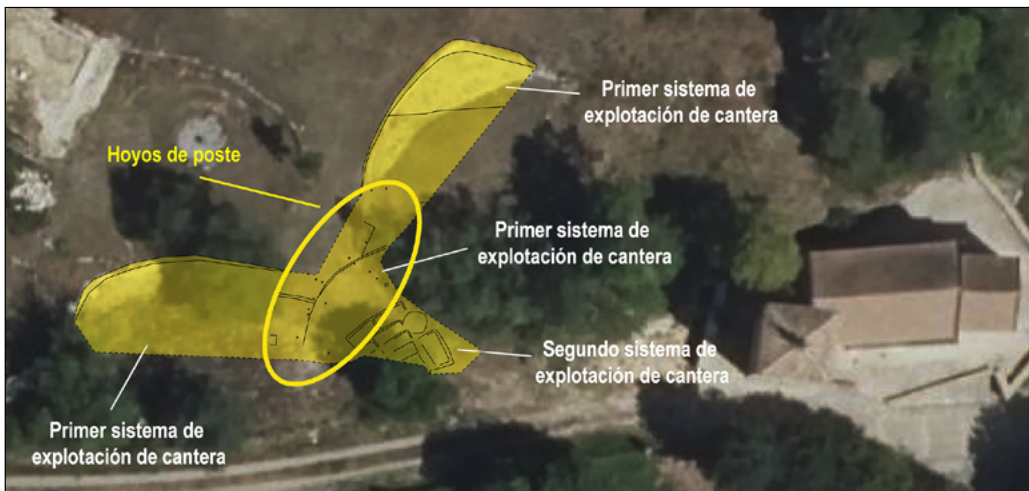 Primer sistema de
explotación de cantera
Hoyos de poste
Primer sistema de
explotación de cantera
Segundo sistema de
explotación de cantera
Primer sistema de
explotación de cantera